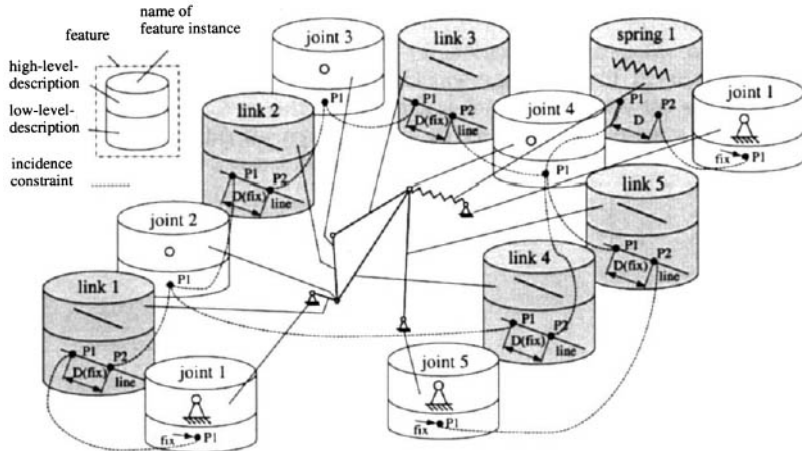 name of
feature instance
feature
high-level-
description
low-level-
description
incidence
constraint
joint 3
P1
link 3
P1
P2
D(fix)
line
spring 1
P1
P2
D
joint 1
fix
P1
link 2
P1
P2
D(fix)
line
joint 4
P1
link 5
P1
P2
D(fix)
line
joint 2
P1
link 4
P1
P2
D(fix)
line
link 1
P1
P2
D(fix)
line
joint 1
fix
P1
joint 5
fix
P1